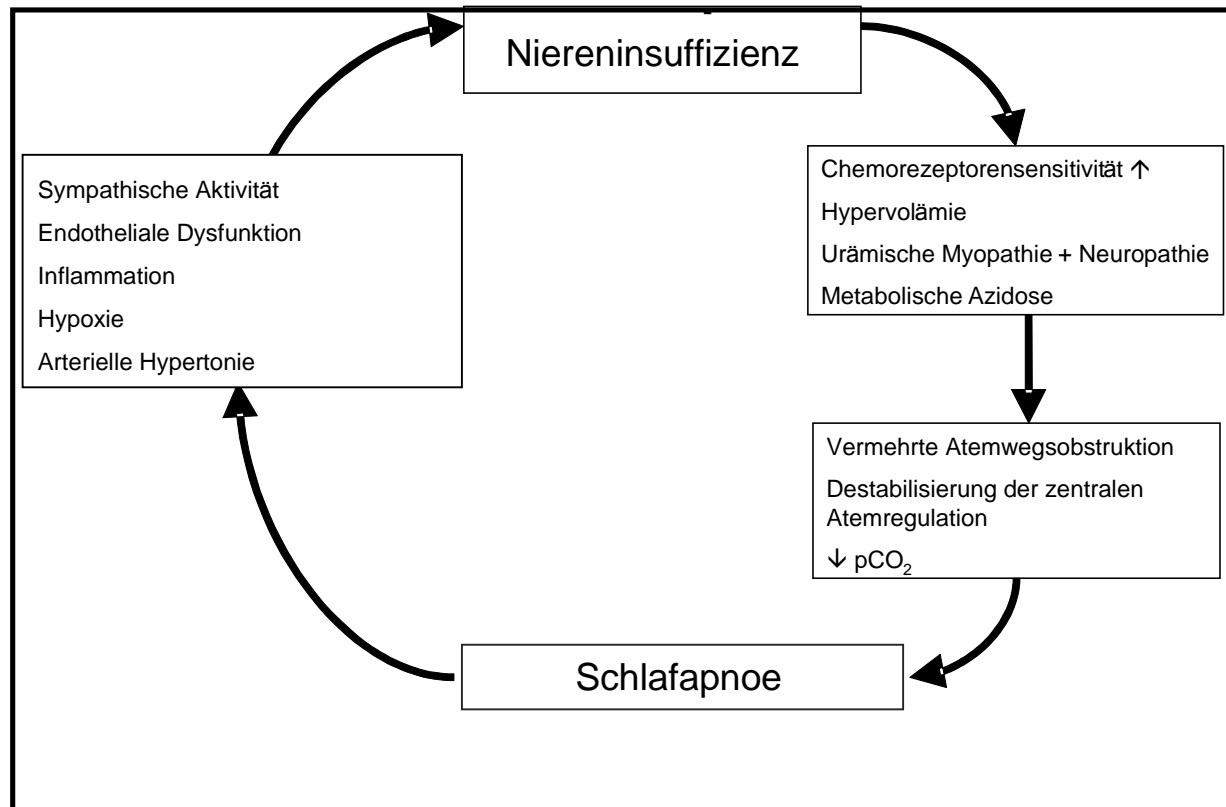 Niereninsuffizienz
Chemorezeptorensensitivität ↑
Hypervolämie
Urämische Myopathie + Neuropathie
Metabolische Azidose
Vermehrte Atemwegsobstruktion
Destabilisierung der zentralen
Atemregulation
↓ pCO₂
Schlafapnoe
Sympathische Aktivität
Endotheliale Dysfunktion
Inflammation
Hypoxie
Arterielle Hypertonie